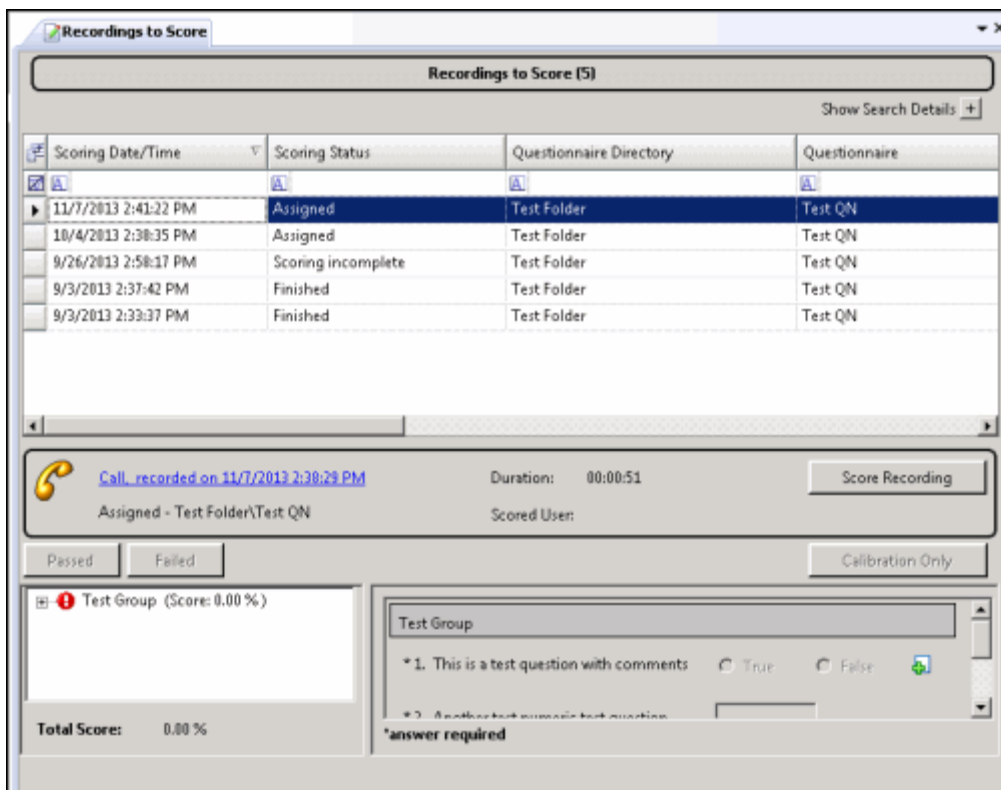 Recordings to Score
Recordings to Score (5)
Show Search Details +
Scoring Date/Time Scoring Status Questionnaire Directory Questionnaire
11/7/2013 2:41:22 PM Assigned Test Folder Test QN
10/4/2013 2:38:35 PM Assigned Test Folder Test QN
9/26/2013 2:58:17 PM Scoring incomplete Test Folder Test QN
9/3/2013 2:37:42 PM Finished Test Folder Test QN
9/3/2013 2:33:37 PM Finished Test Folder Test QN
Call, recorded on 11/7/2013 2:38:29 PM Duration: 00:00:51 Score Recording
Assigned - Test Folder\Test QN Scored User:
Passed Failed Calibration Only
Test Group (Score: 0.00 %)
Test Group
* 1. This is a test question with comments True False
* 2. Another test numeric test question
Total Score: 0.00 %
*answer required